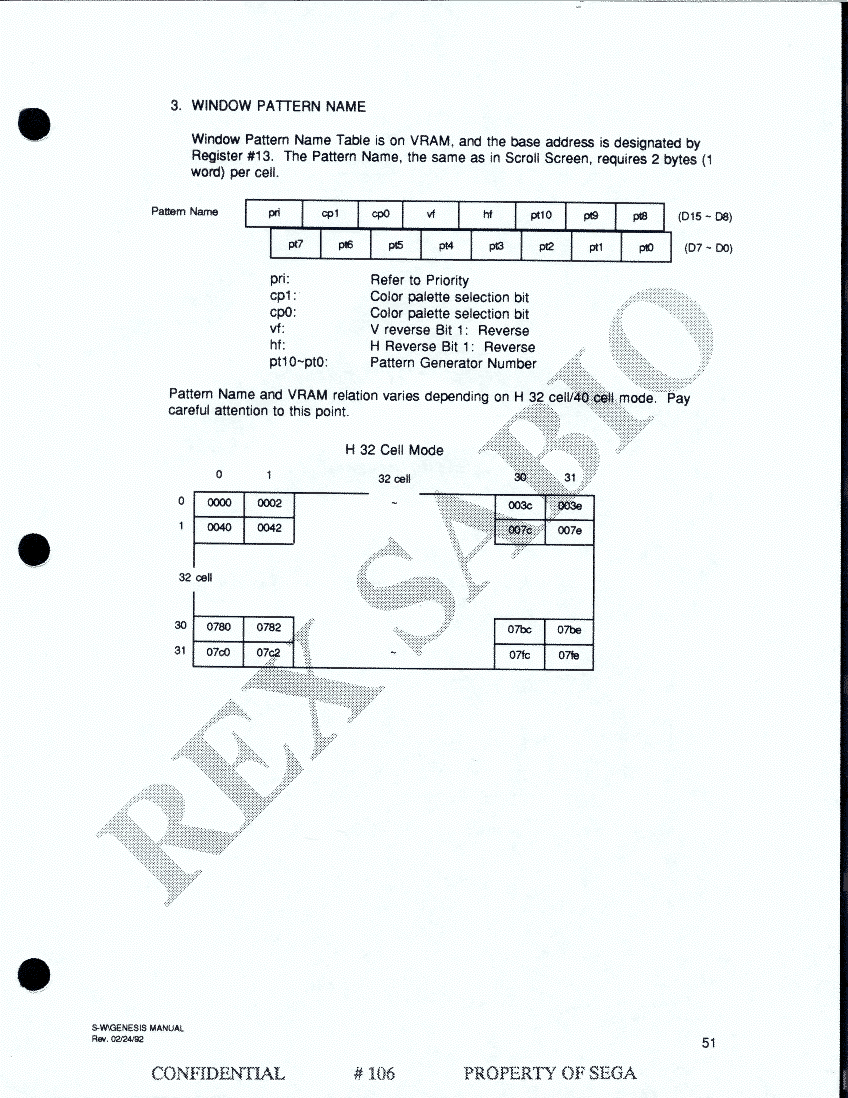 3. WINDOW PATTERN NAME
Window Pattern Name Table is on VRAM, and the base address is designated by
Register #13. The Pattern Name, the same as in Scroll Screen, requires 2 bytes (1
word) per cell.
Pattern Name pri cp1 cp0 vf hf pt10 pt9 pt8 (D15 ~ D8)
pt7 pt6 pt5 pt4 pt3 pt2 pt1 pt0 (D7 ~ D0)
pri: Refer to Priority
cp1: Color palette selection bit
cp0: Color palette selection bit
vf: V reverse Bit 1: Reverse
hf: H Reverse Bit 1: Reverse
pt10~pt0: Pattern Generator Number
Pattern Name and VRAM relation varies depending on H 32 cell/40 cell mode. Pay
careful attention to this point.
H 32 Cell Mode
0 1 32 cell 30 31
0 0000 0002 ~ 003c 003e
1 0040 0042 007c 007e
32 cell
30 0780 0782 07bc 07be
31 07c0 07c2 ~ 07fc 07fe
REX SABIO
S-W\GENESIS MANUAL
Rev. 02/24/92
51
CONFIDENTIAL # 106 PROPERTY OF SEGA